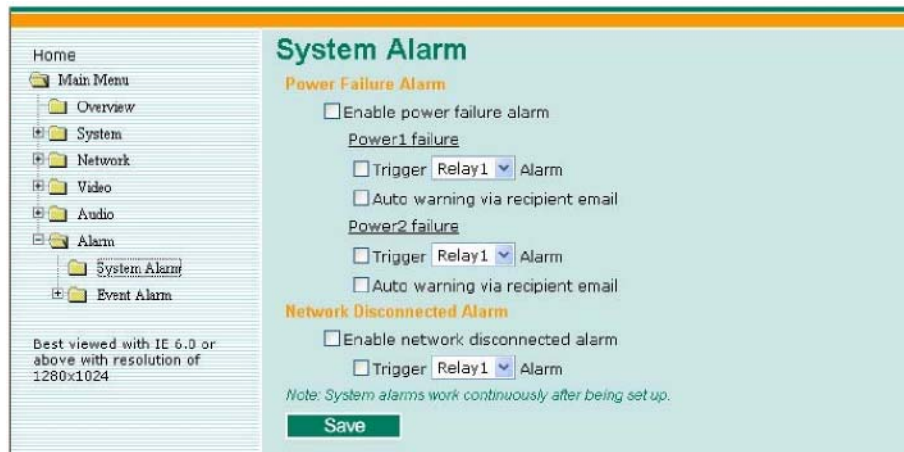 Home
Main Menu
Overview
System
Network
Video
Audio
Alarm
System Alarm
Event Alarm
Best viewed with IE 6.0 or
above with resolution of
1280x1024
System Alarm
Power Failure Alarm
Enable power failure alarm
Power1 failure
Trigger Relay1 Alarm
Auto warning via recipient email
Power2 failure
Trigger Relay1 Alarm
Auto warning via recipient email
Network Disconnected Alarm
Enable network disconnected alarm
Trigger Relay1 Alarm
Note: System alarms work continuously after being set up.
Save